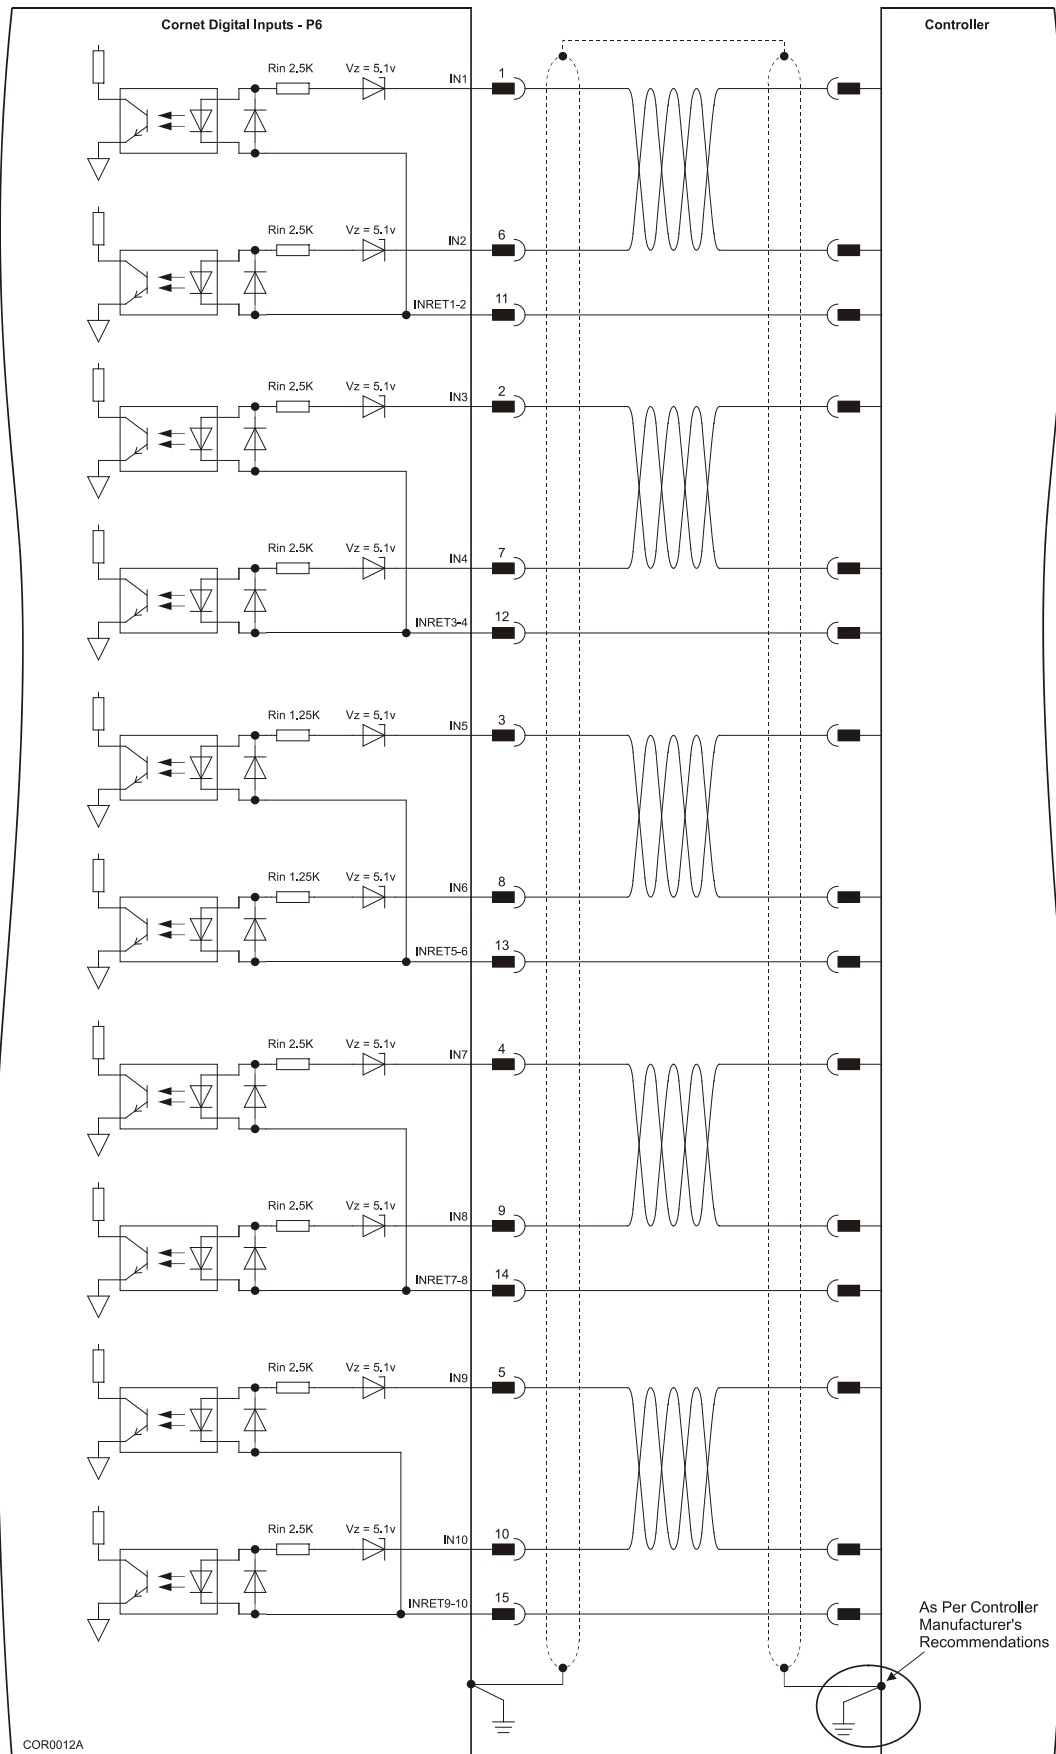 Cornet Digital Inputs - P6
Controller
Rin 2.5K Vz = 5.1v IN1 1
Rin 2.5K Vz = 5.1v IN2 6
INRET1-2 11
Rin 2.5K Vz = 5.1v IN3 2
Rin 2.5K Vz = 5.1v IN4 7
INRET3-4 12
Rin 1.25K Vz = 5.1v IN5 3
Rin 1.25K Vz = 5.1v IN6 8
INRET5-6 13
Rin 2.5K Vz = 5.1v IN7 4
Rin 2.5K Vz = 5.1v IN8 9
INRET7-8 14
Rin 2.5K Vz = 5.1v IN9 5
Rin 2.5K Vz = 5.1v IN10 10
INRET9-10 15
As Per Controller
Manufacturer's
Recommendations
COR0012A